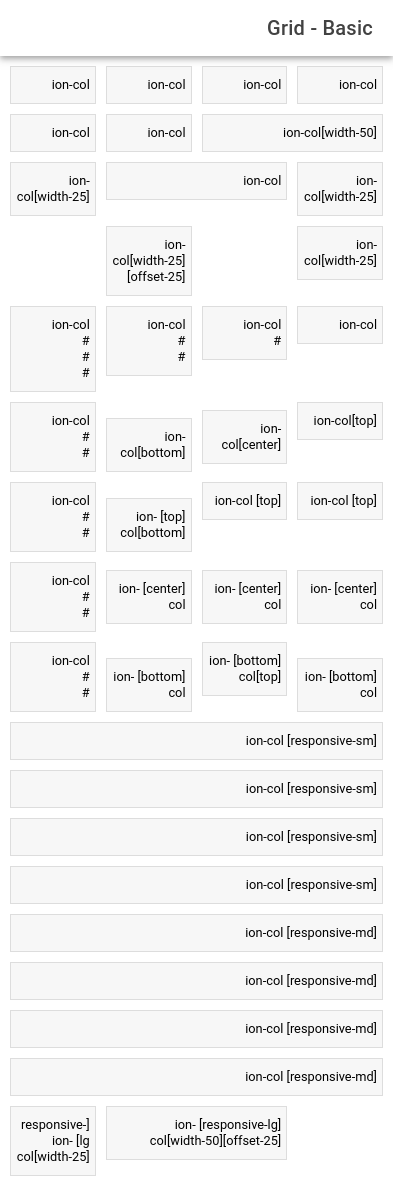 Grid - Basic
ion-col
ion-col
ion-col
ion-col
ion-col
ion-col
ion-col[width-50]
ion-
col[width-25]
ion-col
ion-
col[width-25]
ion-
col[width-25]
[offset-25]
ion-
col[width-25]
ion-col
#
#
#
ion-col
#
#
ion-col
#
ion-col
ion-col
#
#
ion-
col[bottom]
ion-
col[center]
ion-col[top]
ion-col
#
#
ion- [top]
col[bottom]
ion-col [top]
ion-col [top]
ion-col
#
#
ion- [center]
col
ion- [center]
col
ion- [center]
col
ion-col
#
#
ion- [bottom]
col
ion- [bottom]
col[top]
ion- [bottom]
col
ion-col [responsive-sm]
ion-col [responsive-sm]
ion-col [responsive-sm]
ion-col [responsive-sm]
ion-col [responsive-md]
ion-col [responsive-md]
ion-col [responsive-md]
ion-col [responsive-md]
responsive-]
ion- [lg
col[width-25]
ion- [responsive-lg]
col[width-50][offset-25]